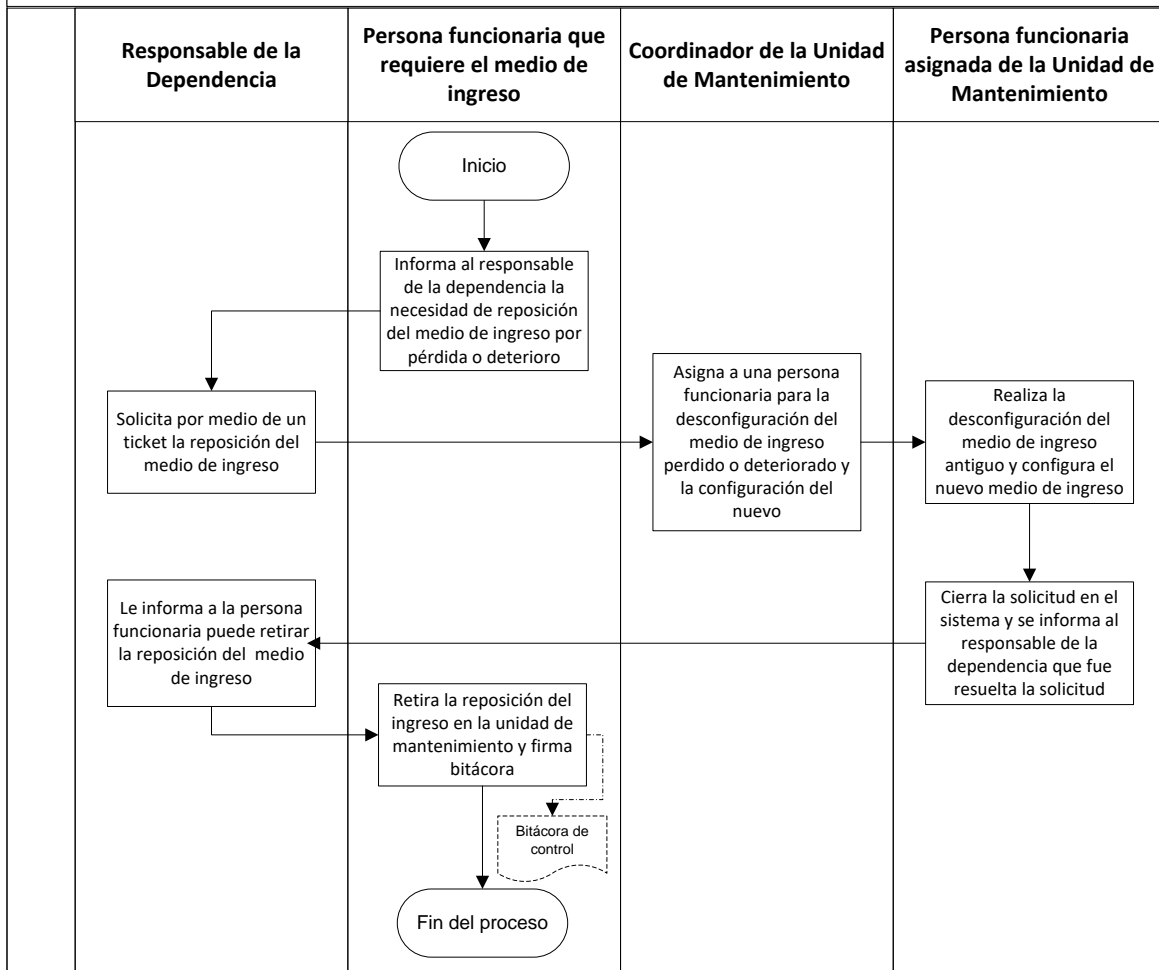 Responsable de la
Dependencia
Persona funcionaria que
requiere el medio de
ingreso
Coordinador de la Unidad
de Mantenimiento
Persona funcionaria
asignada de la Unidad de
Mantenimiento
Inicio
Informa al responsable
de la dependencia la
necesidad de reposición
del medio de ingreso por
pérdida o deterioro
Solicita por medio de un
ticket la reposición del
medio de ingreso
Asigna a una persona
funcionaria para la
desconfiguración del
medio de ingreso
perdido o deteriorado y
la configuración del
nuevo
Realiza la
desconfiguración del
medio de ingreso
antiguo y configura el
nuevo medio de ingreso
Cierra la solicitud en el
sistema y se informa al
responsable de la
dependencia que fue
resuelta la solicitud
Le informa a la persona
funcionaria puede retirar
la reposición del medio
de ingreso
Retira la reposición del
ingreso en la unidad de
mantenimiento y firma
bitácora
Bitácora de
control
Fin del proceso